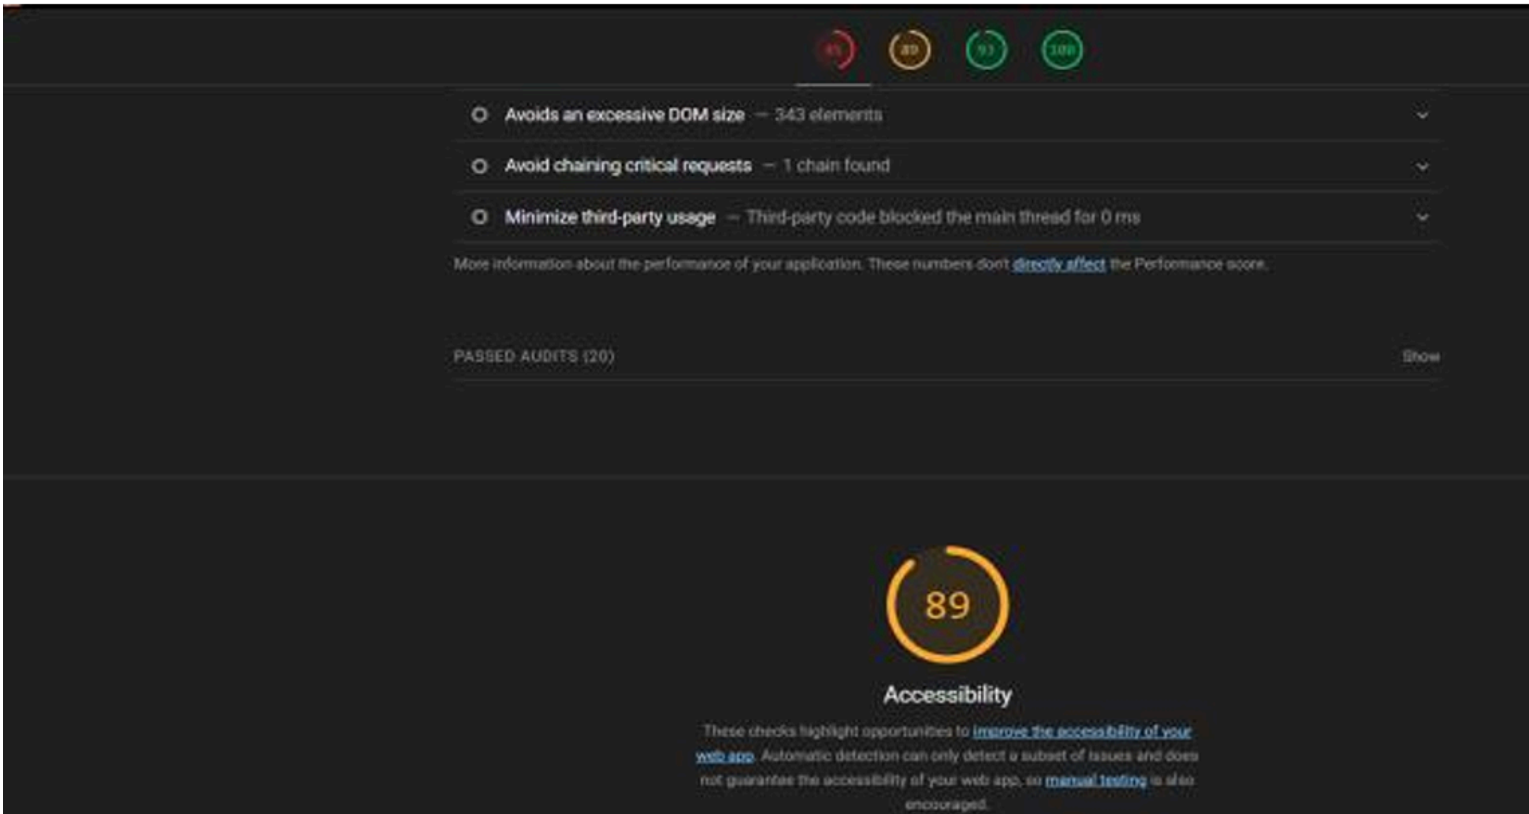 89 93 100
Avoids an excessive DOM size — 343 elements
Avoid chaining critical requests — 1 chain found
Minimize third-party usage — Third-party code blocked the main thread for 0 ms
More information about the performance of your application. These numbers don't directly affect the Performance score.
PASSED AUDITS (20) Show
89
Accessibility
These checks highlight opportunities to improve the accessibility of your
web app. Automatic detection can only detect a subset of issues and does
not guarantee the accessibility of your web app, so manual testing is also
encouraged.